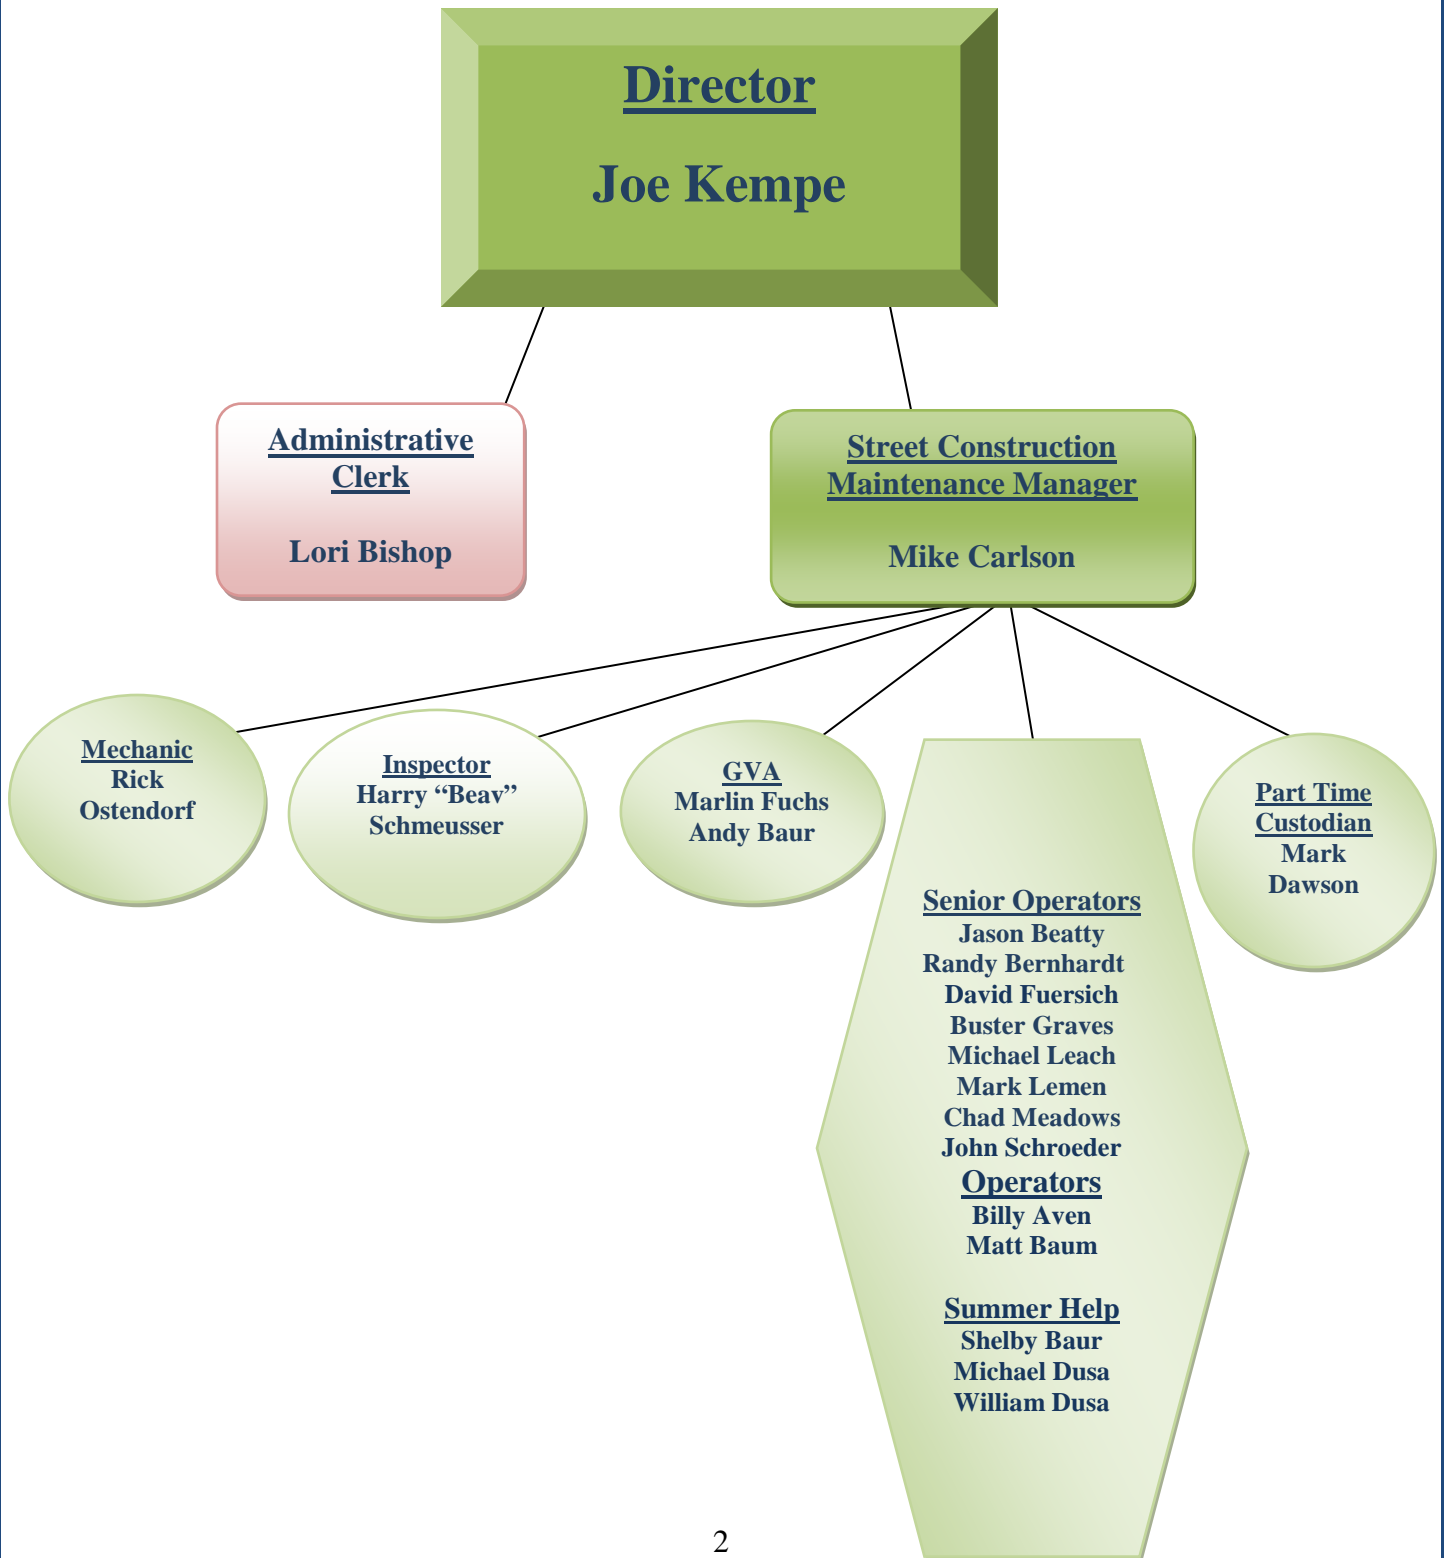 Director
Joe Kempe
Administrative
Clerk
Lori Bishop
Street Construction
Maintenance Manager
Mike Carlson
Mechanic
Rick
Ostendorf
Inspector
Harry “Beav”
Schmeusser
GVA
Marlin Fuchs
Andy Baur
Senior Operators
Jason Beatty
Randy Bernhardt
David Fuersich
Buster Graves
Michael Leach
Mark Lemen
Chad Meadows
John Schroeder
Operators
Billy Aven
Matt Baum
Summer Help
Shelby Baur
Michael Dusa
William Dusa
Part Time
Custodian
Mark
Dawson
2